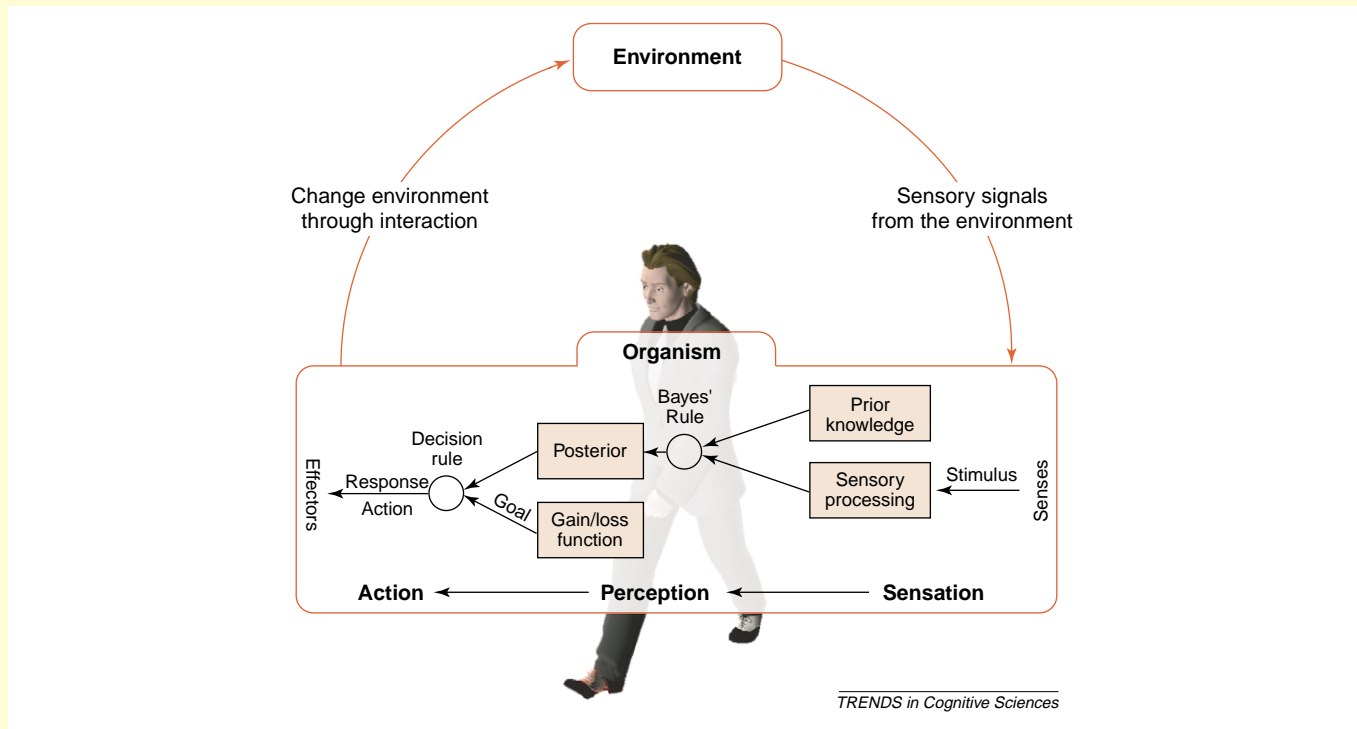 Environment
Change environment
through interaction
Sensory signals
from the environment
Organism
Bayes'
Rule
Prior
knowledge
Decision
rule
Posterior
Sensory
processing
Stimulus
Senses
Effectors
Response
Action
Goal
Gain/loss
function
Action
Perception
Sensation
TRENDS in Cognitive Sciences